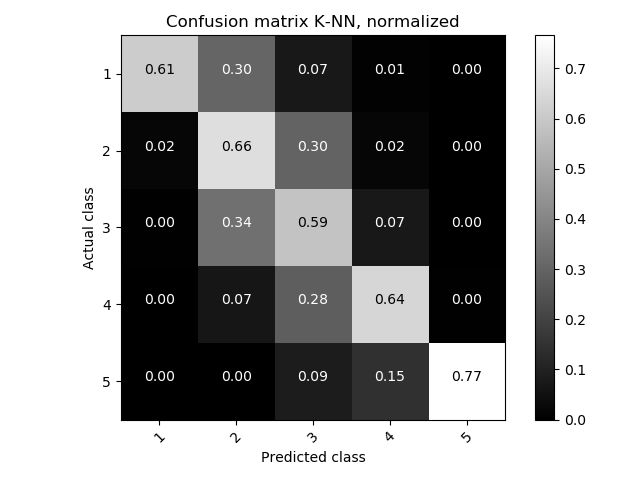 Confusion matrix K-NN, normalized
1 0.61 0.30 0.07 0.01 0.00
2 0.02 0.66 0.30 0.02 0.00
3 0.00 0.34 0.59 0.07 0.00
4 0.00 0.07 0.28 0.64 0.00
5 0.00 0.00 0.09 0.15 0.77
1 2 3 4 5
Actual class
Predicted class
0.7
0.6
0.5
0.4
0.3
0.2
0.1
0.0